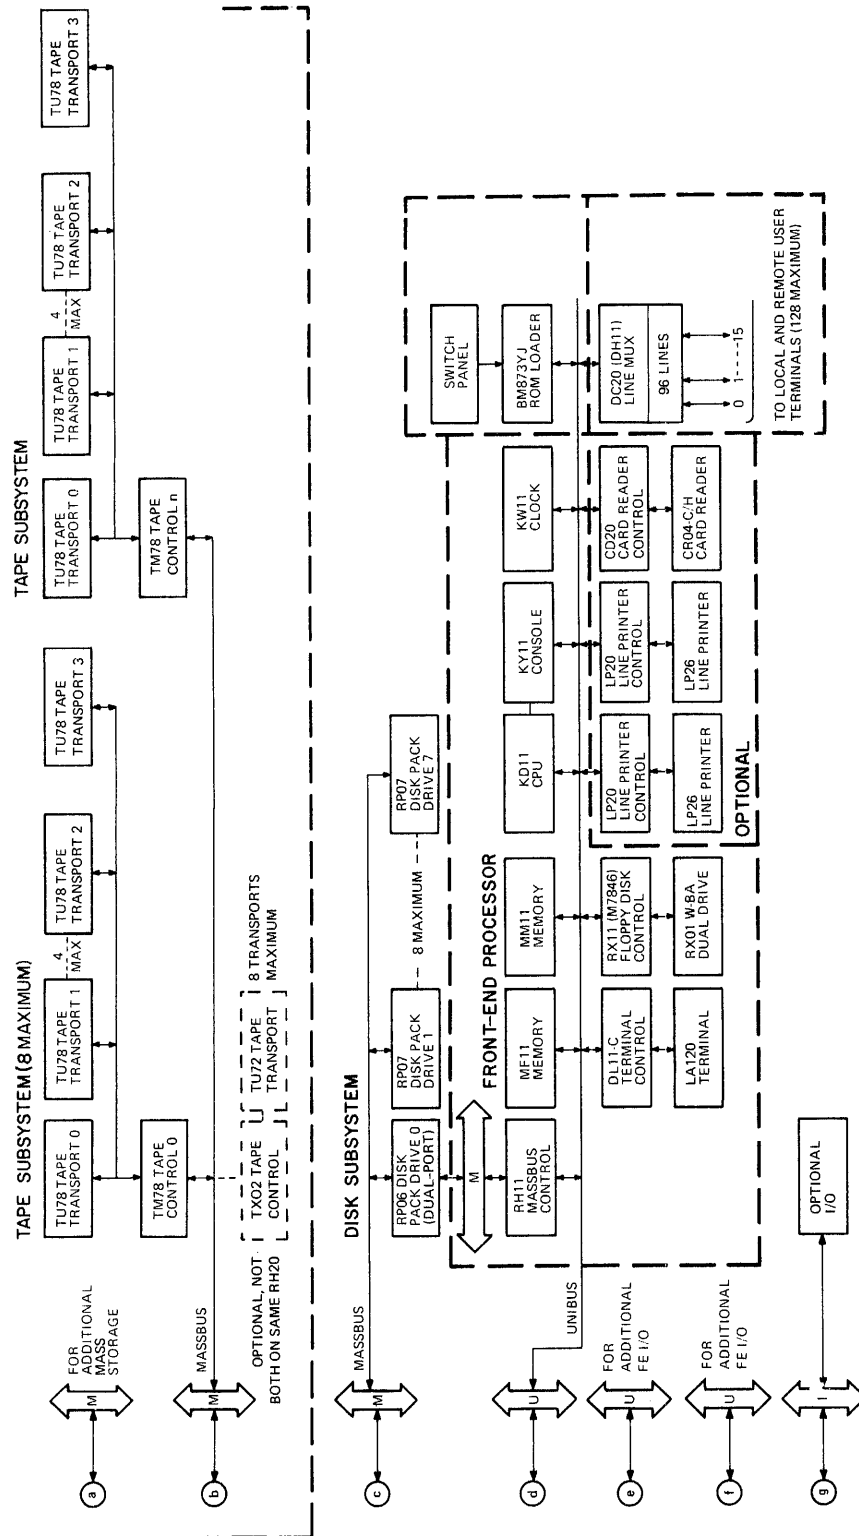 TAPE SUBSYSTEM (8 MAXIMUM)
TAPE SUBSYSTEM
TU78 TAPE
TRANSPORT 0
TU78 TAPE
TRANSPORT 1
4
MAX
TU78 TAPE
TRANSPORT 2
TU78 TAPE
TRANSPORT 3
TU78 TAPE
TRANSPORT 0
TU78 TAPE
TRANSPORT 1
4
MAX
TU78 TAPE
TRANSPORT 2
TU78 TAPE
TRANSPORT 3
a
M
FOR
ADDITIONAL
MASS
STORAGE
TM78 TAPE
CONTROL 0
TM78 TAPE
CONTROL n
b
M
MASSBUS
OPTIONAL, NOT
BOTH ON SAME RH20
TX02 TAPE
CONTROL
TU72 TAPE
TRANSPORT
8 TRANSPORTS
MAXIMUM
DISK SUBSYSTEM
c
M
MASSBUS
RP06 DISK
PACK DRIVE 0
(DUAL-PORT)
RP07
DISK PACK
DRIVE 1
8 MAXIMUM
RP07
DISK PACK
DRIVE 7
M
FRONT-END PROCESSOR
SWITCH
PANEL
RH11
MASSBUS
CONTROL
MF11
MEMORY
MM11
MEMORY
KD11
CPU
KY11
CONSOLE
KW11
CLOCK
BM873YJ
ROM LOADER
d
U
UNIBUS
DL11-C
TERMINAL
CONTROL
RX11 (M7846)
FLOPPY DISK
CONTROL
LP20
LINE PRINTER
CONTROL
LP20
LINE PRINTER
CONTROL
CD20
CARD READER
CONTROL
DC20 (DH11)
LINE MUX
96 LINES
e
U
FOR
ADDITIONAL
FE I/O
LA120
TERMINAL
RX01 W-BA
DUAL DRIVE
LP26
LINE PRINTER
LP26
LINE PRINTER
CR04-C/H
CARD READER
0 1----15
OPTIONAL
TO LOCAL AND REMOTE USER
TERMINALS (128 MAXIMUM)
f
U
FOR
ADDITIONAL
FE I/O
g
I
OPTIONAL
I/O